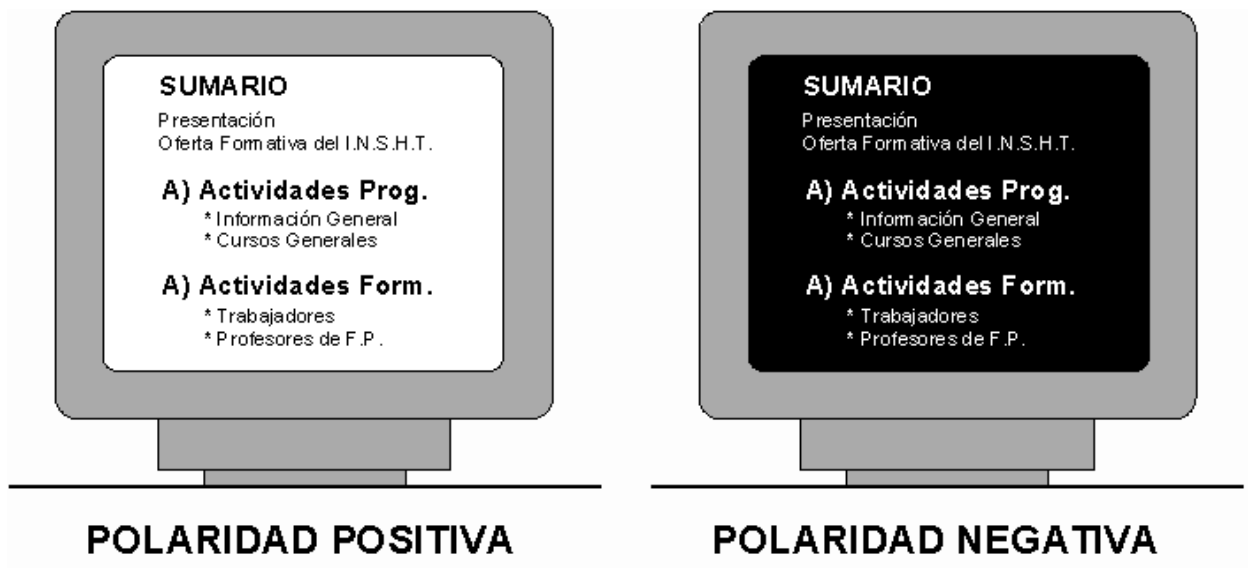 SUMARIO
Presentación
Oferta Formativa del I.N.S.H.T.
A) Actividades Prog.
* Información General
* Cursos Generales
A) Actividades Form.
* Trabajadores
* Profesores de F.P.
POLARIDAD POSITIVA
SUMARIO
Presentación
Oferta Formativa del I.N.S.H.T.
A) Actividades Prog.
* Información General
* Cursos Generales
A) Actividades Form.
* Trabajadores
* Profesores de F.P.
POLARIDAD NEGATIVA